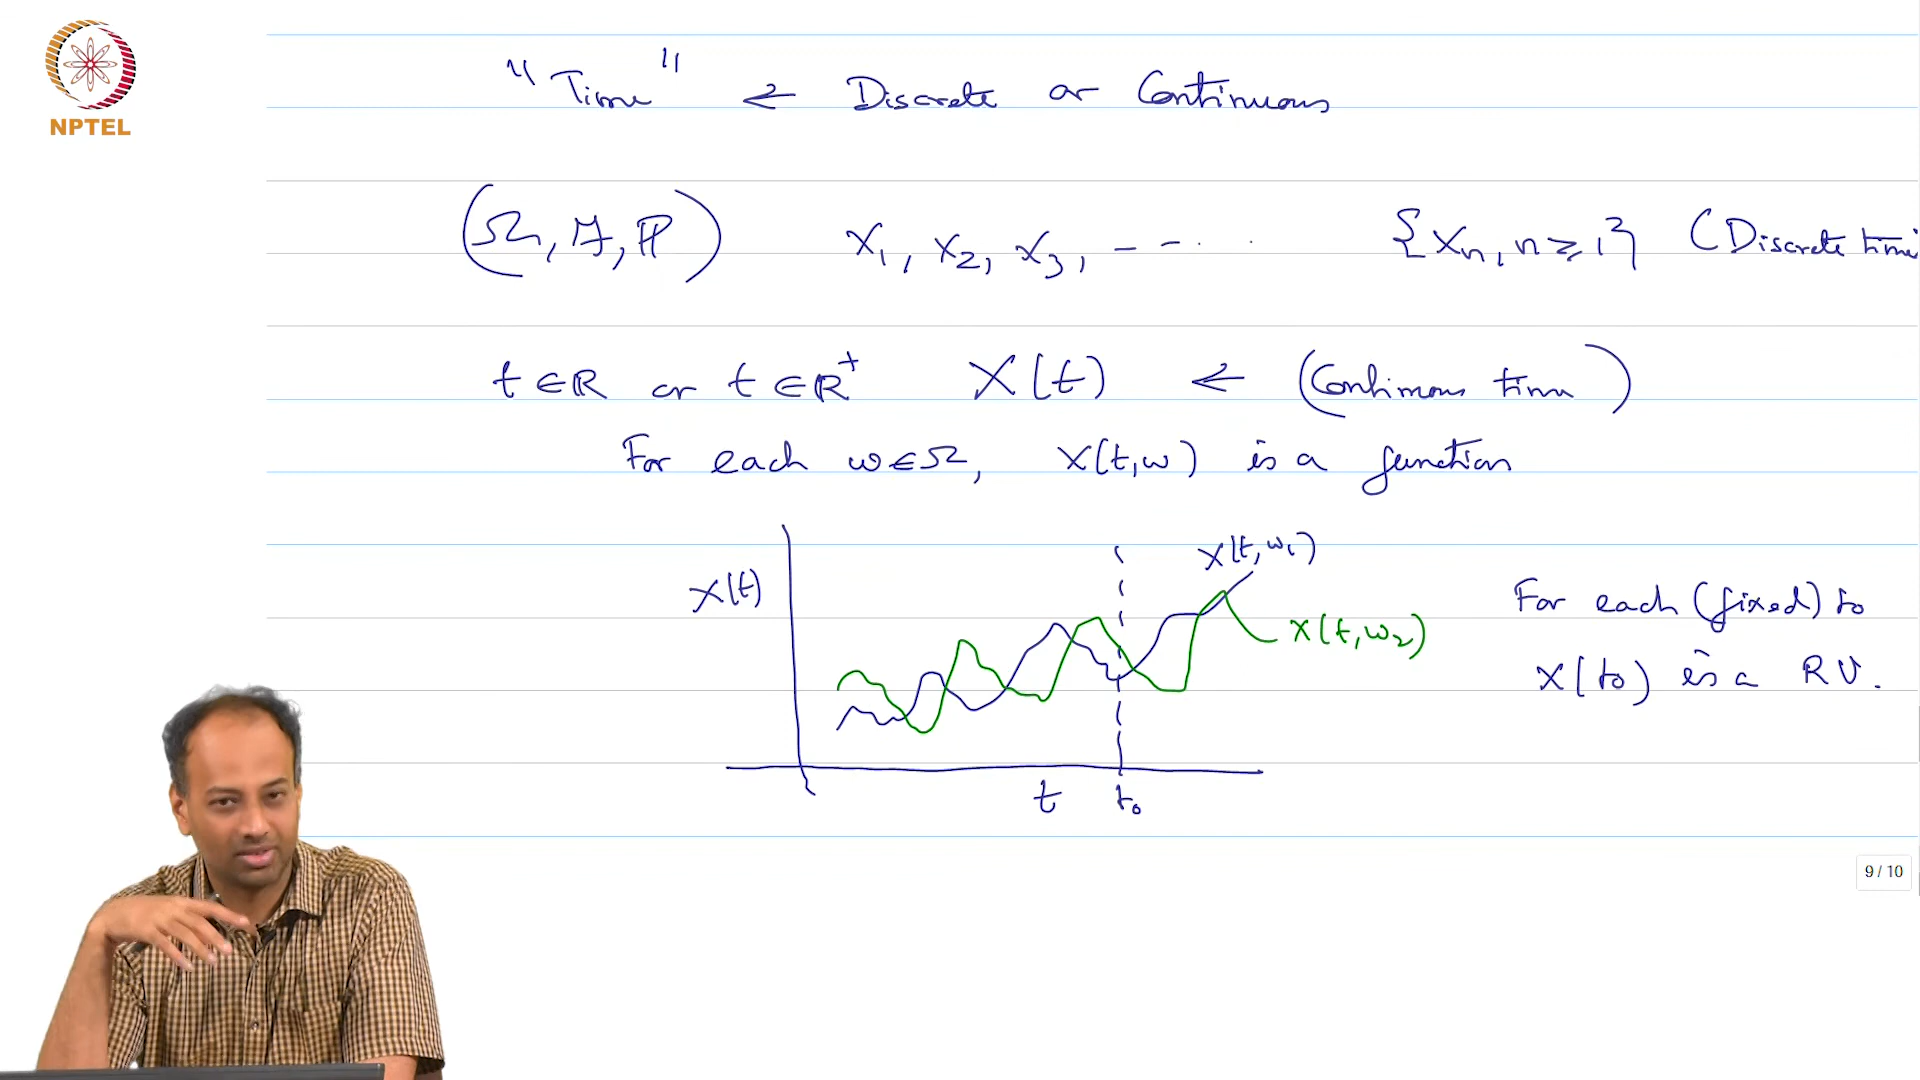 NPTEL
"Time" ← Discrete or Continuous
(Ω, F, P) X₁, X₂, X₃, - - . . {Xₙ, n ≥ 1} (Discrete time
t ∈ ℝ or t ∈ ℝ⁺ X(t) ← (Continuous time)
For each ω ∈ Ω, X(t,ω) is a function
X(t)
X(t,ω₁)
X(t,ω₂)
t t₀
For each (fixed) t₀
X(t₀) is a RV.
9 / 10